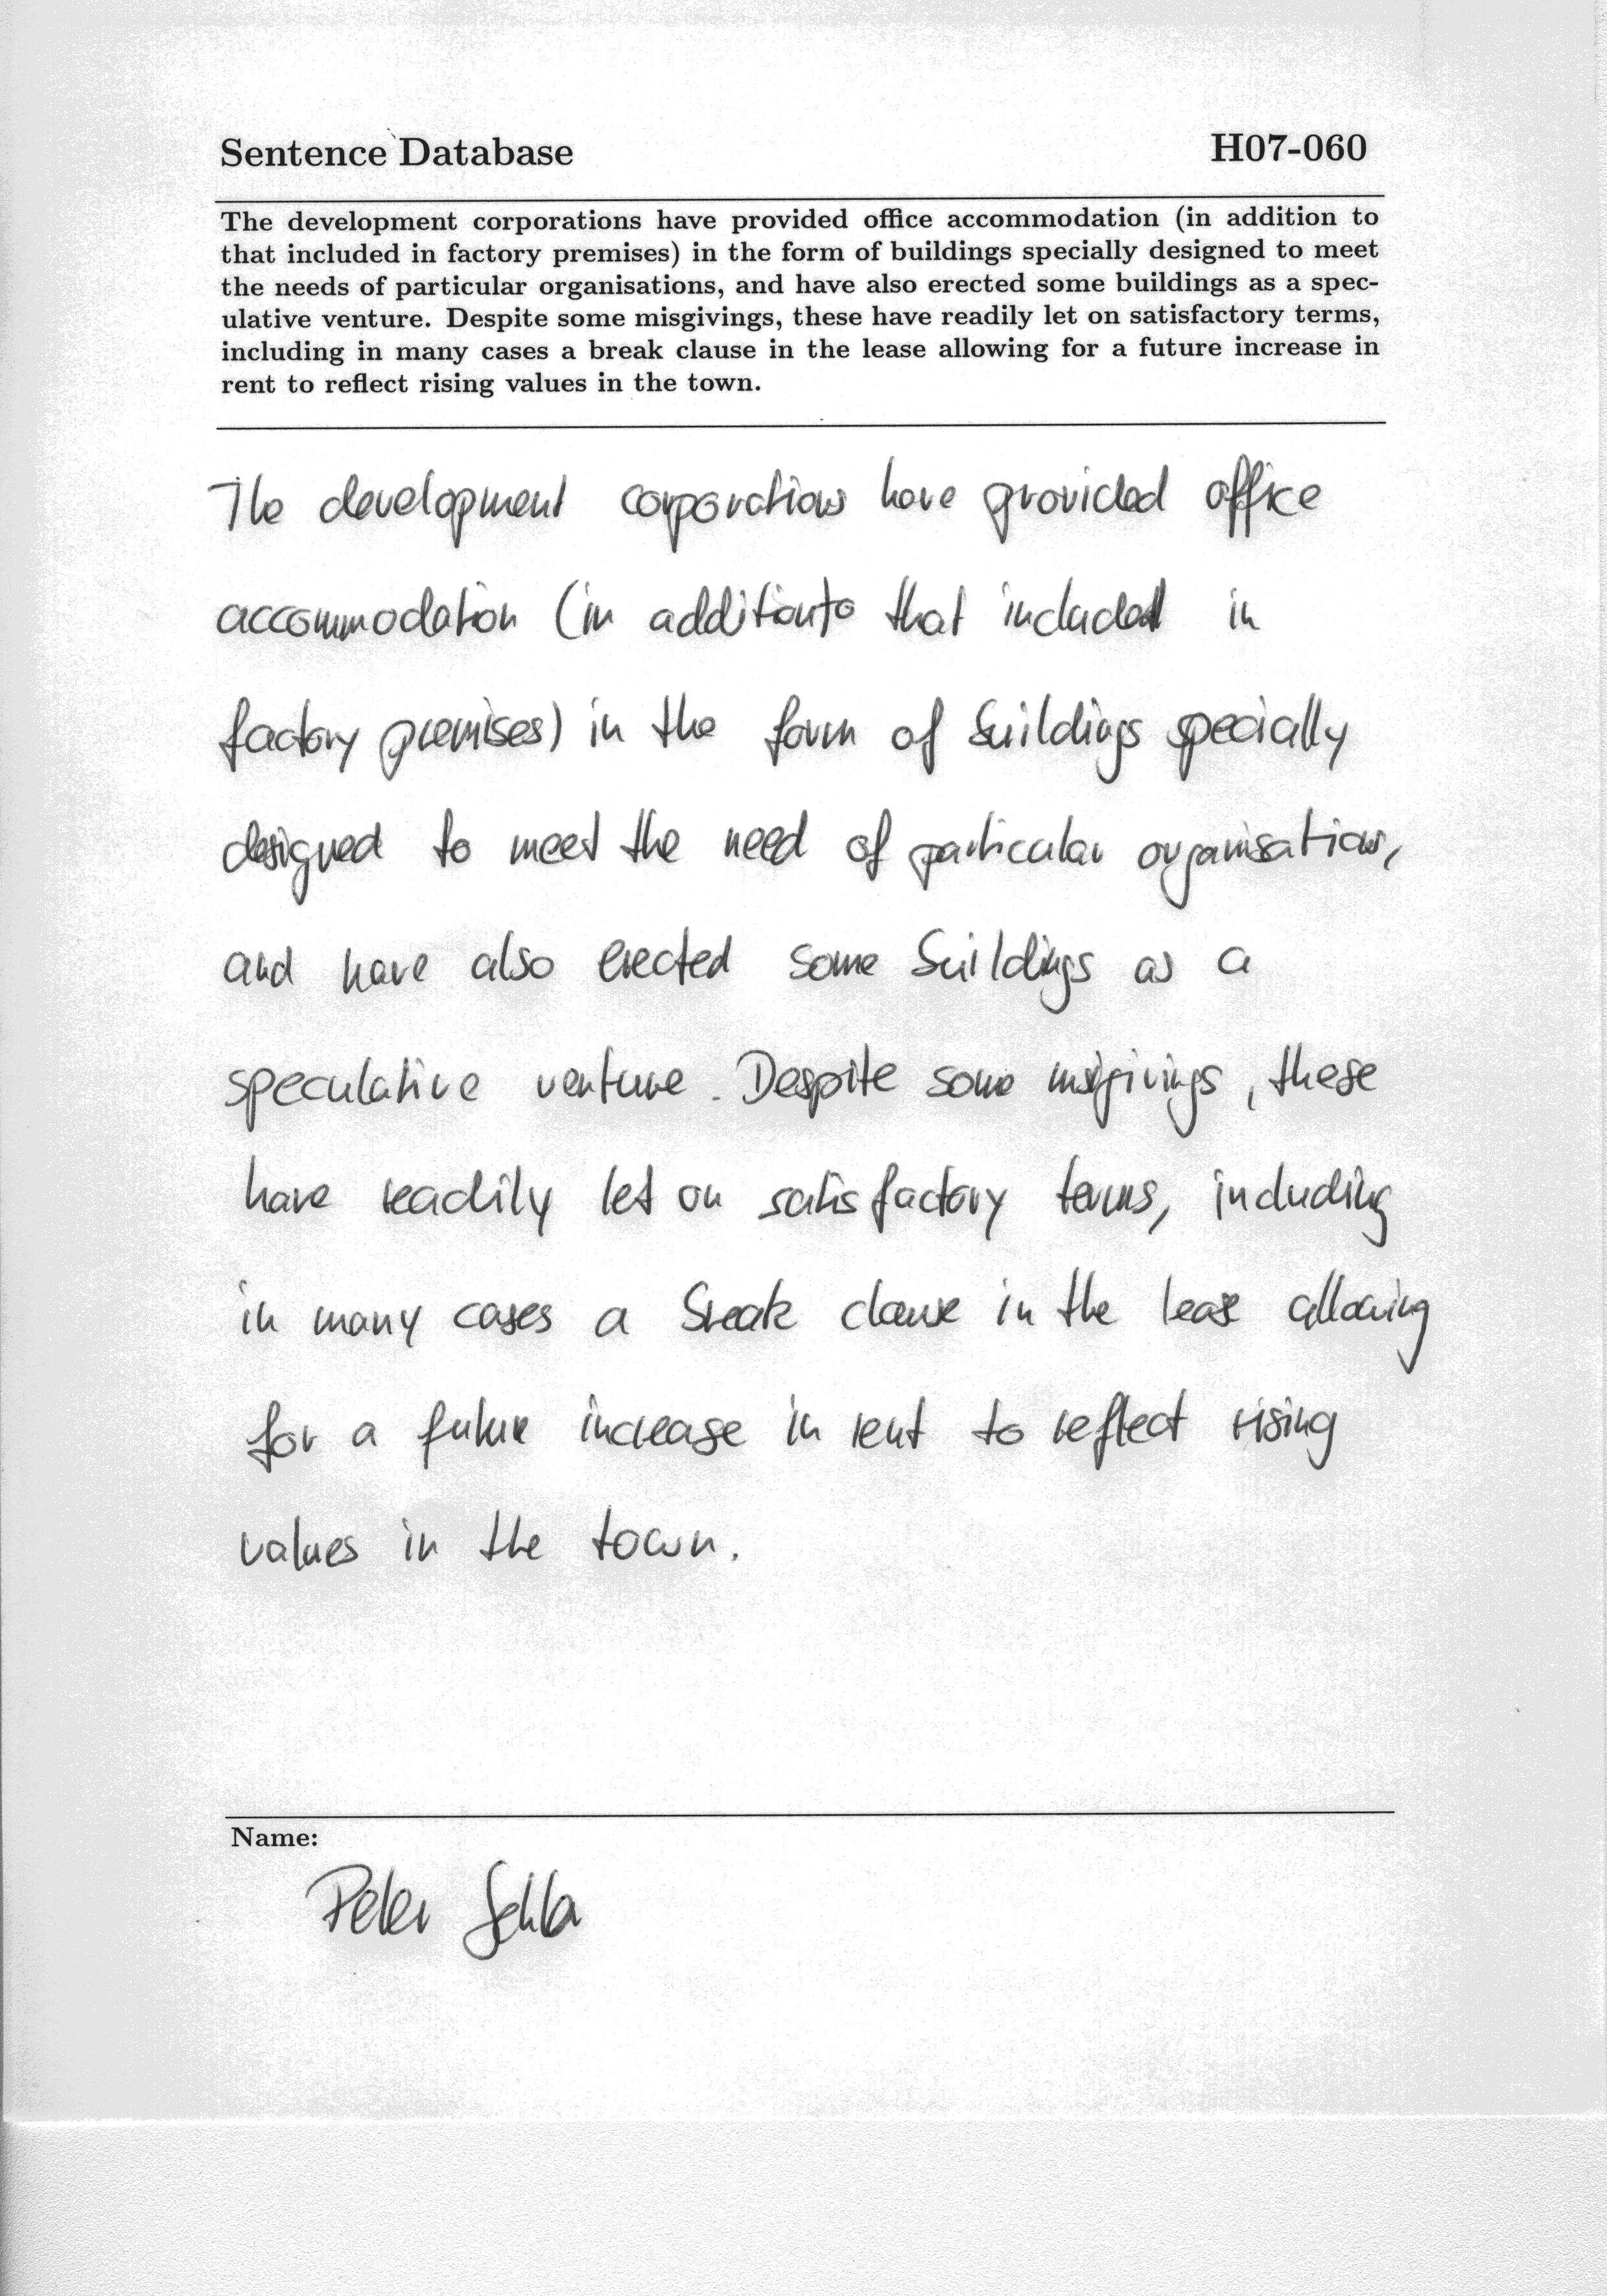 Sentence Database H07-060
The development corporations have provided office accommodation (in addition to
that included in factory premises) in the form of buildings specially designed to meet
the needs of particular organisations, and have also erected some buildings as a spec-
ulative venture. Despite some misgivings, these have readily let on satisfactory terms,
including in many cases a break clause in the lease allowing for a future increase in
rent to reflect rising values in the town.
The development corporations have provided office
accommodation (in additionto that included in
factory premises) in the form of buildings specially
designed to meet the need of particular organisations,
and have also erected some buildings as a
speculative venture. Despite some misgivings, these
have readily let on satisfactory terms, including
in many cases a break clause in the lease allowing
for a future increase in rent to reflect rising
values in the town.
Name:
Peter